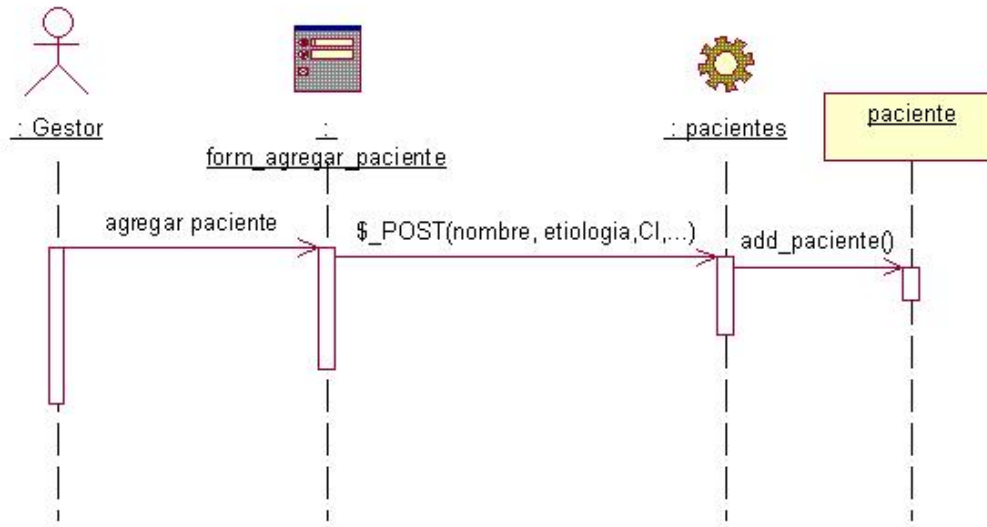 : Gestor
:
form_agregar_paciente
: pacientes
paciente
agregar paciente
$_POST(nombre, etiologia,CI,...)
add_paciente()